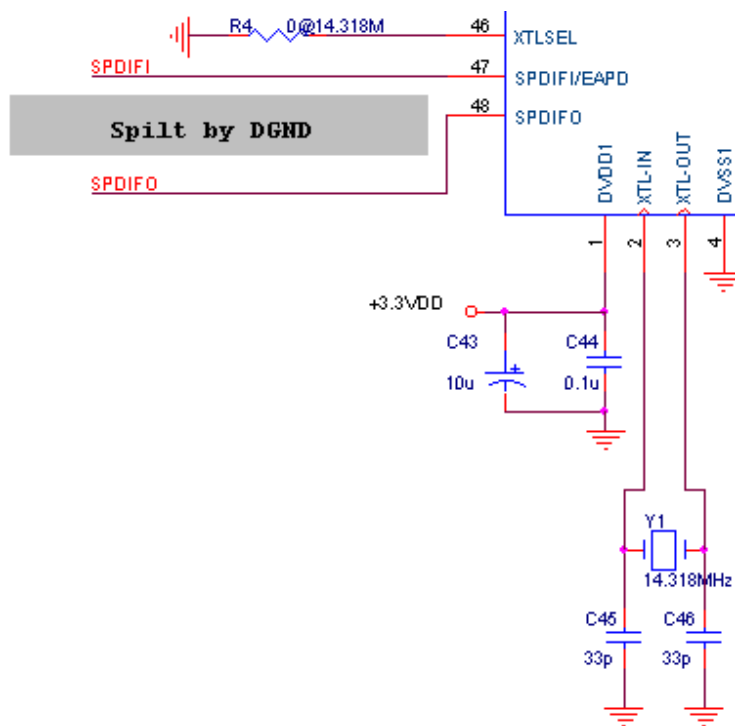 R4 0@14.318M 46 XTLSEL
SPDIFI 47 SPDIFI/EAPD
48 SPDIFO
Spilt by DGND
SPDIFO
DVDD1 XTL-IN XTL-OUT DVSS1
1 2 3 4
+3.3VDD
C43 C44
10u 0.1u
Y1
14.318MHz
C45 C46
33p 33p